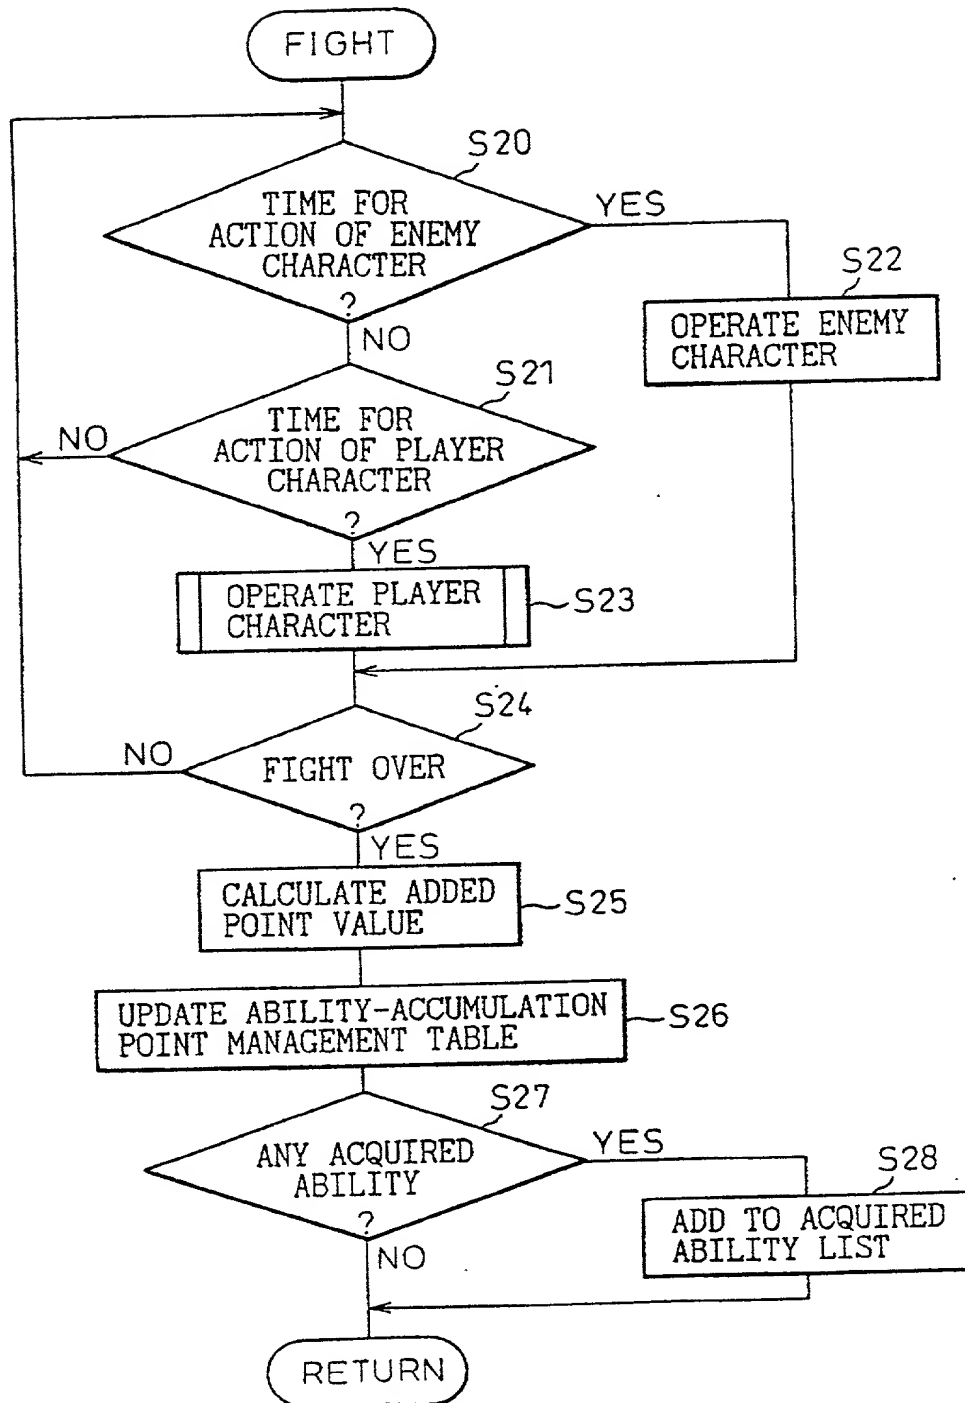 FIGHT
S20
TIME FOR
ACTION OF ENEMY
CHARACTER
?
YES
S22
OPERATE ENEMY
CHARACTER
NO
S21
TIME FOR
ACTION OF PLAYER
CHARACTER
?
NO
YES
OPERATE PLAYER
CHARACTER
S23
S24
FIGHT OVER
?
NO
YES
CALCULATE ADDED
POINT VALUE
S25
UPDATE ABILITY-ACCUMULATION
POINT MANAGEMENT TABLE
S26
S27
ANY ACQUIRED
ABILITY
?
YES
S28
ADD TO ACQUIRED
ABILITY LIST
NO
RETURN